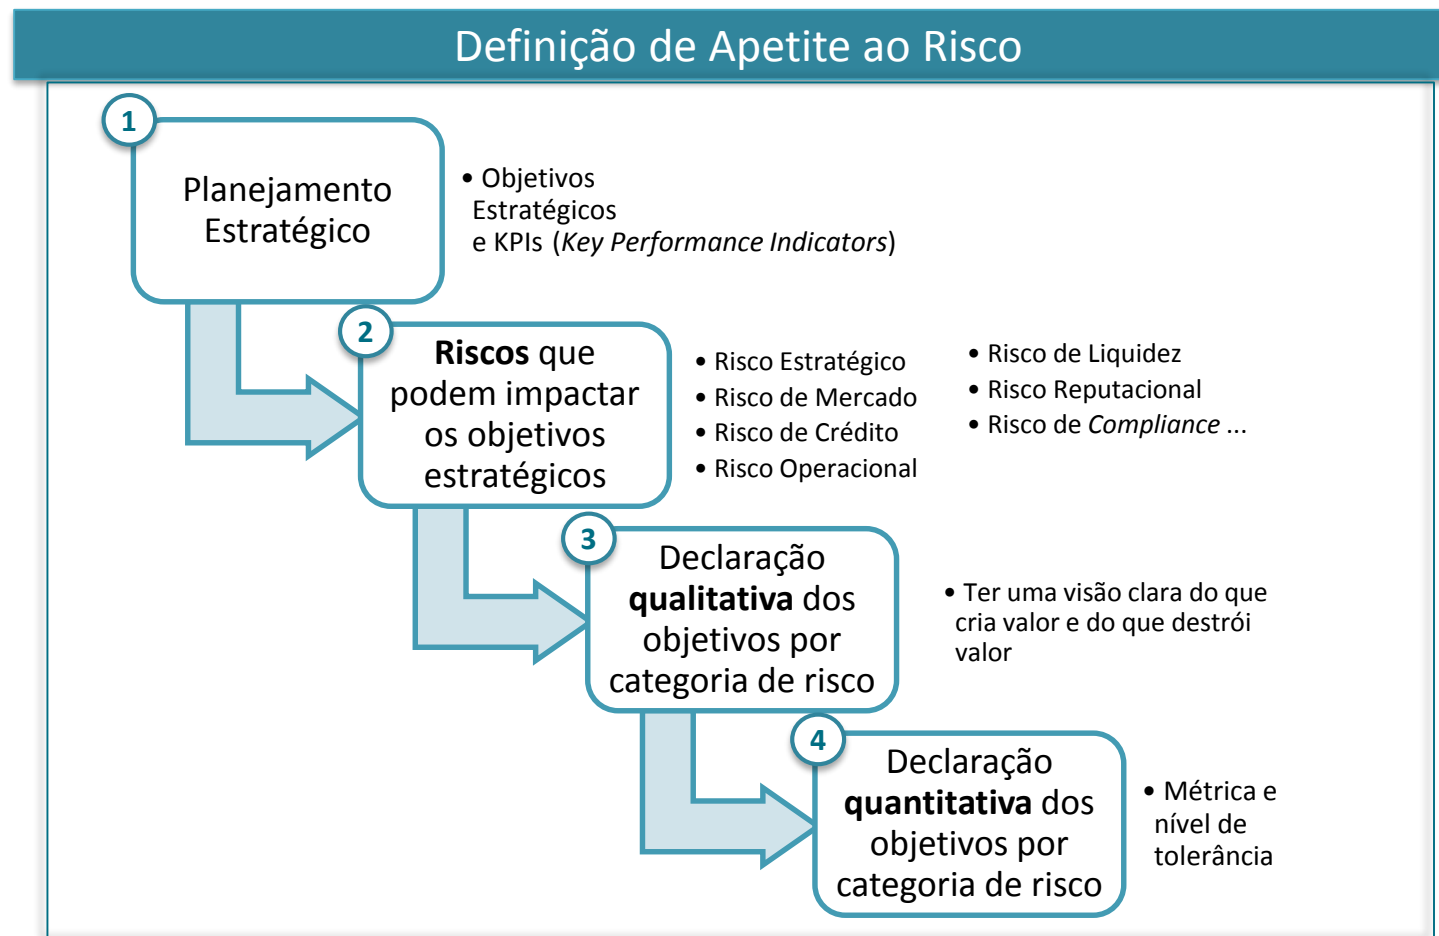 Definição de Apetite ao Risco
1
Planejamento
Estratégico
• Objetivos
Estratégicos
e KPIs (Key Performance Indicators)
2
Riscos que
podem impactar
os objetivos
estratégicos
• Risco Estratégico
• Risco de Mercado
• Risco de Crédito
• Risco Operacional
• Risco de Liquidez
• Risco Reputacional
• Risco de Compliance ...
3
Declaração
qualitativa dos
objetivos por
categoria de risco
• Ter uma visão clara do que
cria valor e do que destrói
valor
4
Declaração
quantitativa dos
objetivos por
categoria de risco
• Métrica e
nível de
tolerância